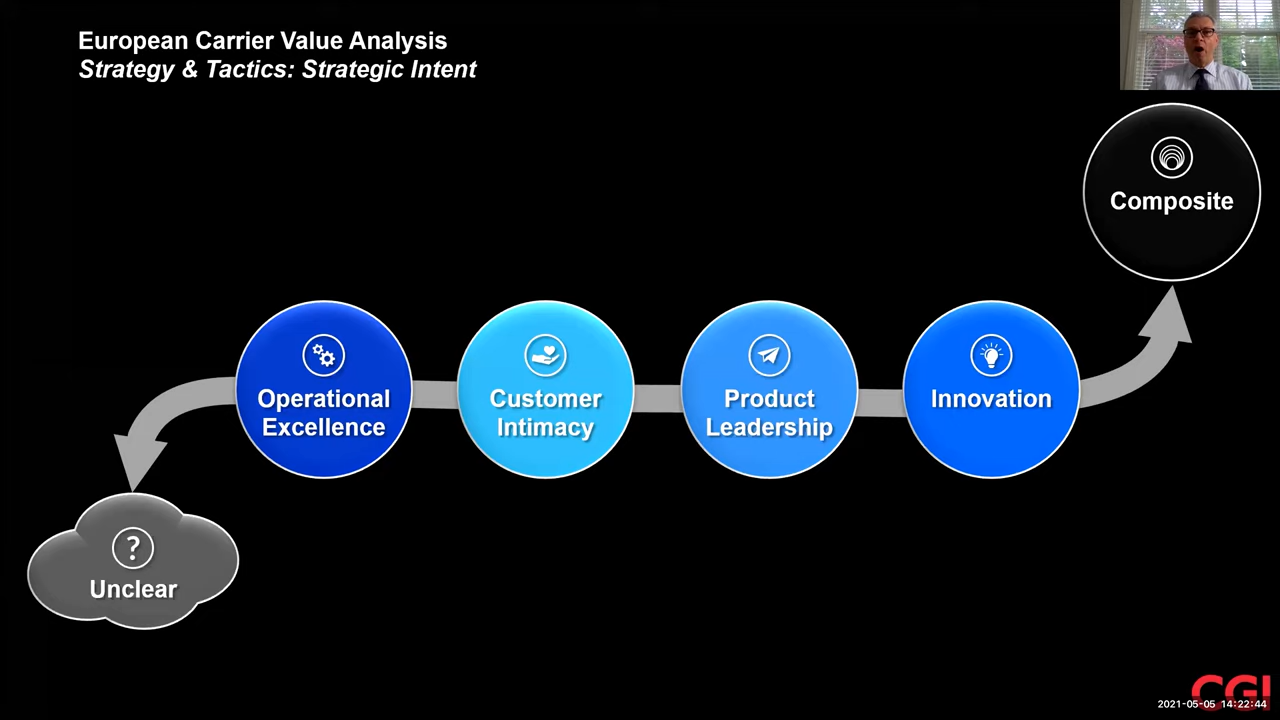 European Carrier Value Analysis
Strategy & Tactics: Strategic Intent
Composite
Operational
Excellence
Customer
Intimacy
Product
Leadership
Innovation
?
Unclear
CGI
2021-05-05 14:22:44